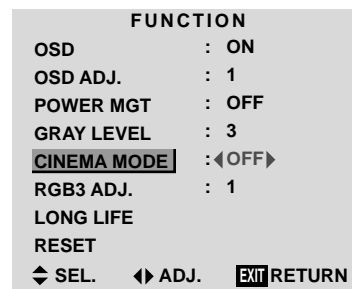 FUNCTION
OSD : ON
OSD ADJ. : 1
POWER MGT : OFF
GRAY LEVEL : 3
CINEMA MODE : OFF
RGB3 ADJ. : 1
LONG LIFE
RESET
SEL. ADJ. EXIT RETURN